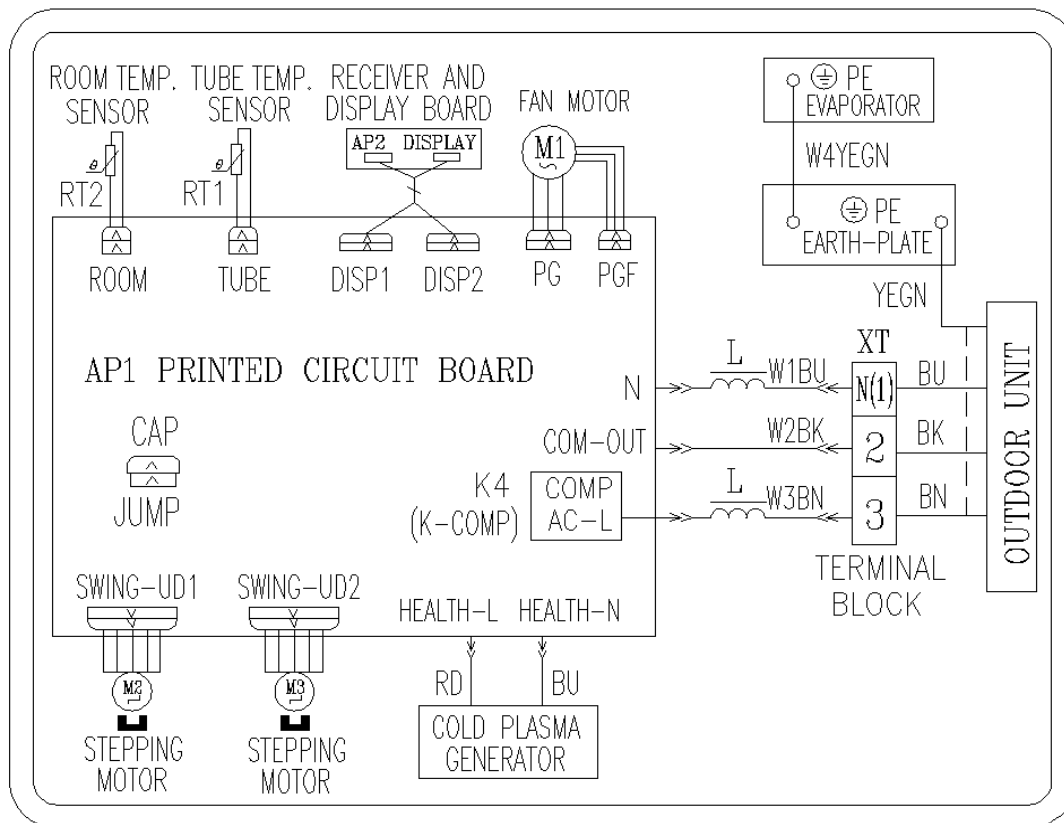 ROOM TEMP.
SENSOR
TUBE TEMP.
SENSOR
RECEIVER AND
DISPLAY BOARD
AP2 DISPLAY
FAN MOTOR
M1
PE
EVAPORATOR
W4YEGN
PE
EARTH-PLATE
YEGN
θ
RT2
θ
RT1
ROOM
TUBE
DISP1
DISP2
PG
PGF
AP1 PRINTED CIRCUIT BOARD
CAP
JUMP
N
L
W1BU
XT
N(1)
BU
COM-OUT
W2BK
2
BK
K4
(K-COMP)
COMP
AC-L
L
W3BN
3
BN
TERMINAL
BLOCK
OUTDOOR UNIT
SWING-UD1
SWING-UD2
HEALTH-L
HEALTH-N
M2
STEPPING
MOTOR
M3
STEPPING
MOTOR
RD
BU
COLD PLASMA
GENERATOR